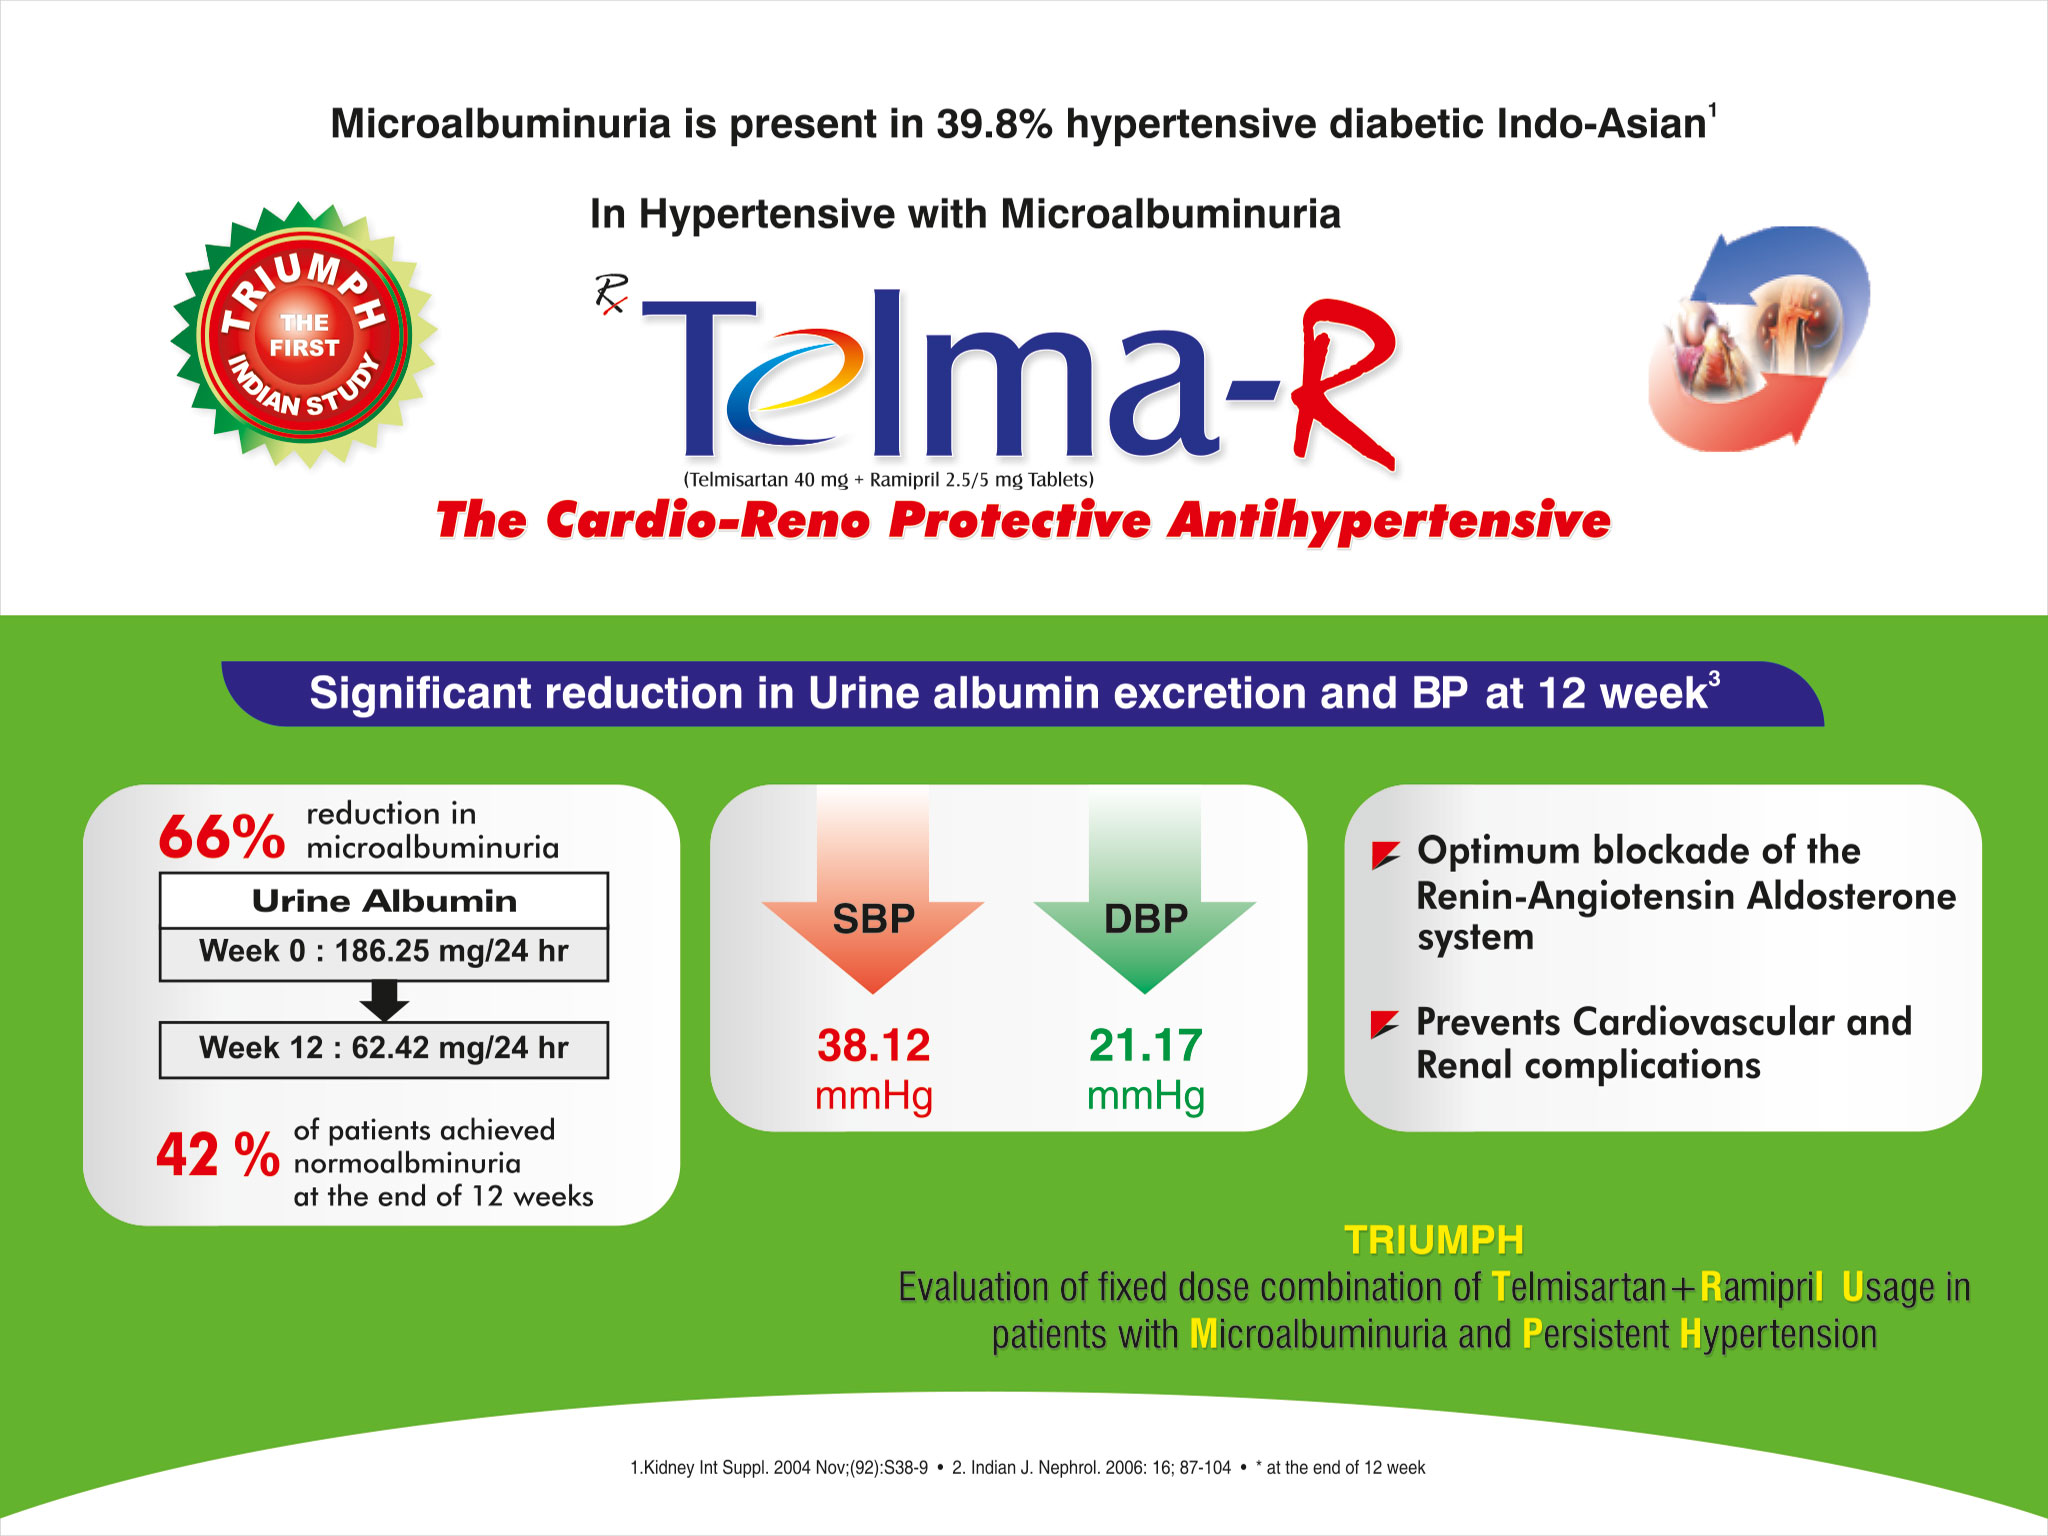 Microalbuminuria is present in 39.8% hypertensive diabetic Indo-Asian1
In Hypertensive with Microalbuminuria
TRIUMPH
THE
FIRST
INDIAN STUDY
Rx
Telma-R
(Telmisartan 40 mg + Ramipril 2.5/5 mg Tablets)
The Cardio-Reno Protective Antihypertensive
Significant reduction in Urine albumin excretion and BP at 12 week3
66% reduction in
microalbuminuria
Urine Albumin
Week 0 : 186.25 mg/24 hr
Week 12 : 62.42 mg/24 hr
42 % of patients achieved
normoalbminuria
at the end of 12 weeks
SBP
38.12
mmHg
DBP
21.17
mmHg
Optimum blockade of the
Renin-Angiotensin Aldosterone
system
Prevents Cardiovascular and
Renal complications
TRIUMPH
Evaluation of fixed dose combination of Telmisartan+Ramipril Usage in
patients with Microalbuminuria and Persistent Hypertension
1.Kidney Int Suppl. 2004 Nov;(92):S38-9 • 2. Indian J. Nephrol. 2006: 16; 87-104 • * at the end of 12 week